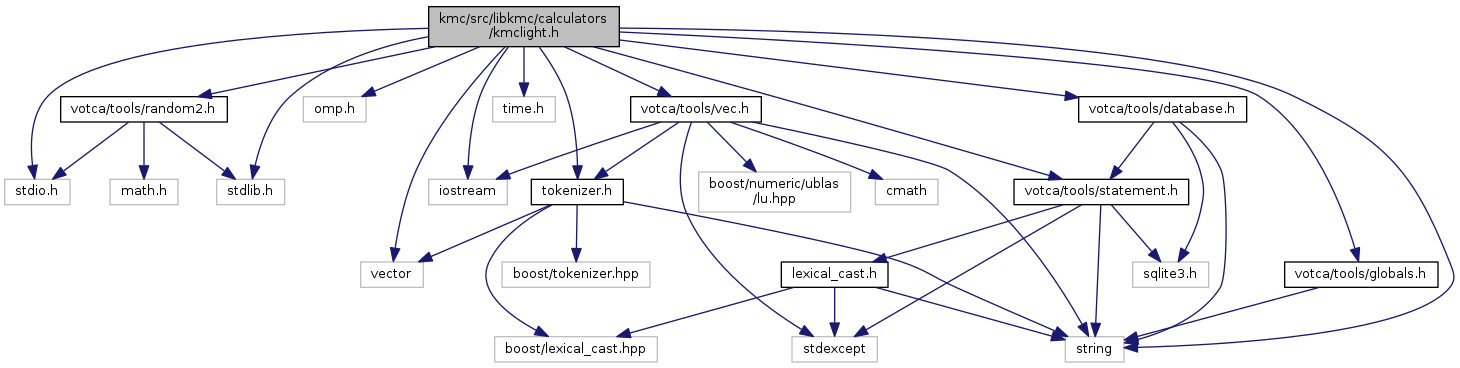 kmc/src/libkmc/calculators
/kmclight.h
votca/tools/random2.h
omp.h
time.h
votca/tools/vec.h
votca/tools/database.h
stdio.h
math.h
stdlib.h
iostream
tokenizer.h
boost/numeric/ublas
/lu.hpp
cmath
votca/tools/statement.h
vector
boost/tokenizer.hpp
lexical_cast.h
sqlite3.h
votca/tools/globals.h
boost/lexical_cast.hpp
stdexcept
string